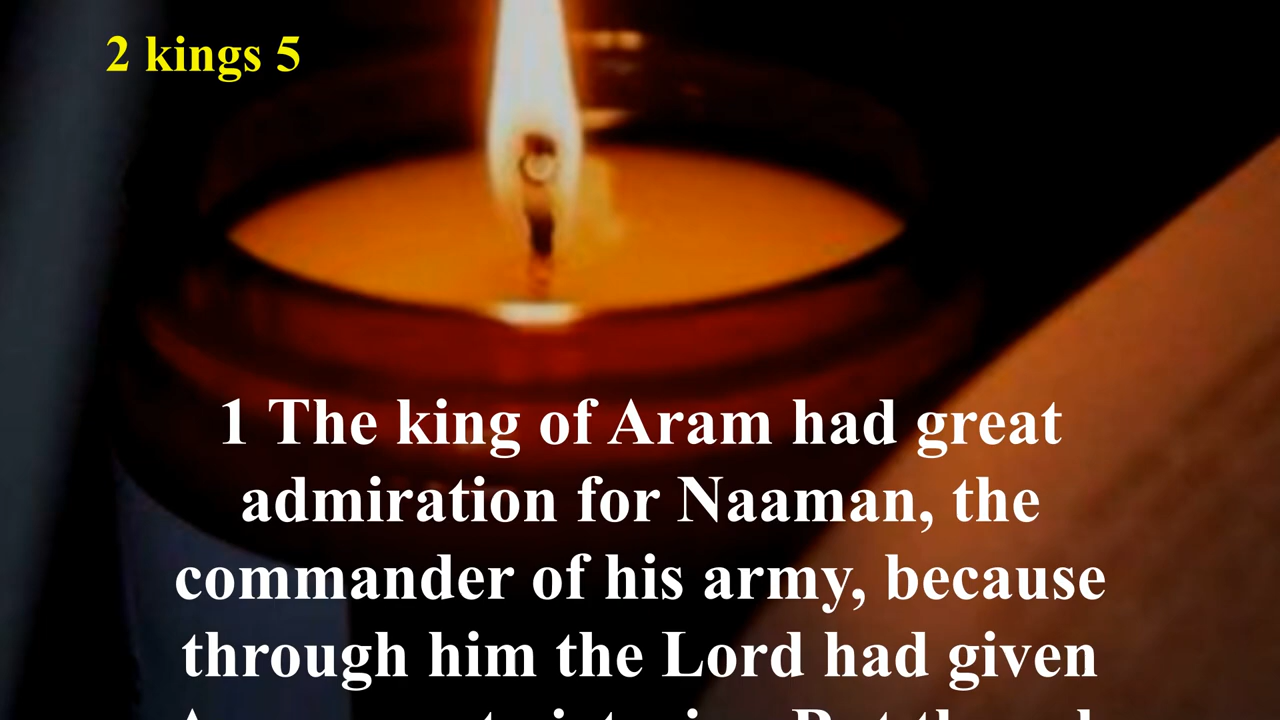 2 kings 5
1 The king of Aram had great
admiration for Naaman, the
commander of his army, because
through him the Lord had given